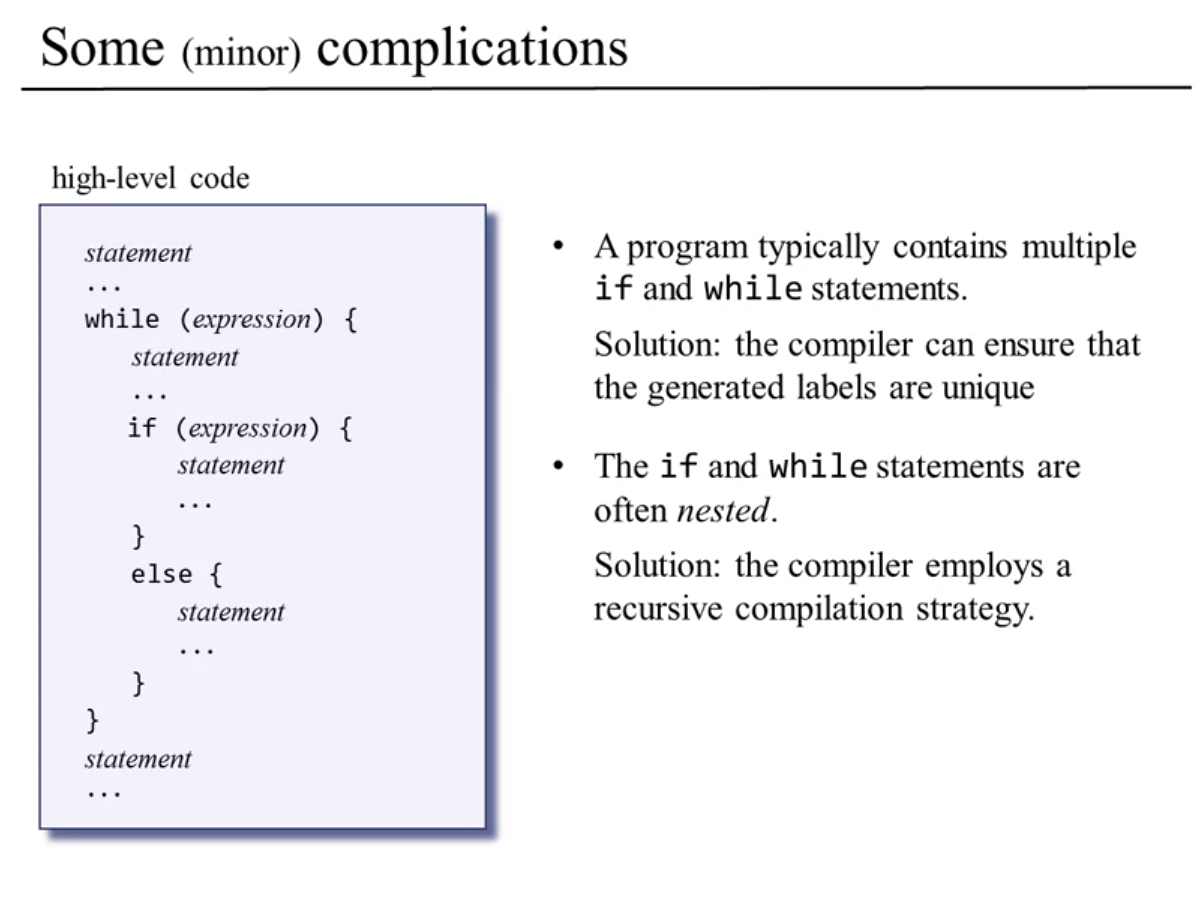 Some (minor) complications
high-level code
statement
...
while (expression) {
statement
...
if (expression) {
statement
...
}
else {
statement
...
}
}
statement
...
• A program typically contains multiple
if and while statements.
Solution: the compiler can ensure that
the generated labels are unique
• The if and while statements are
often nested.
Solution: the compiler employs a
recursive compilation strategy.